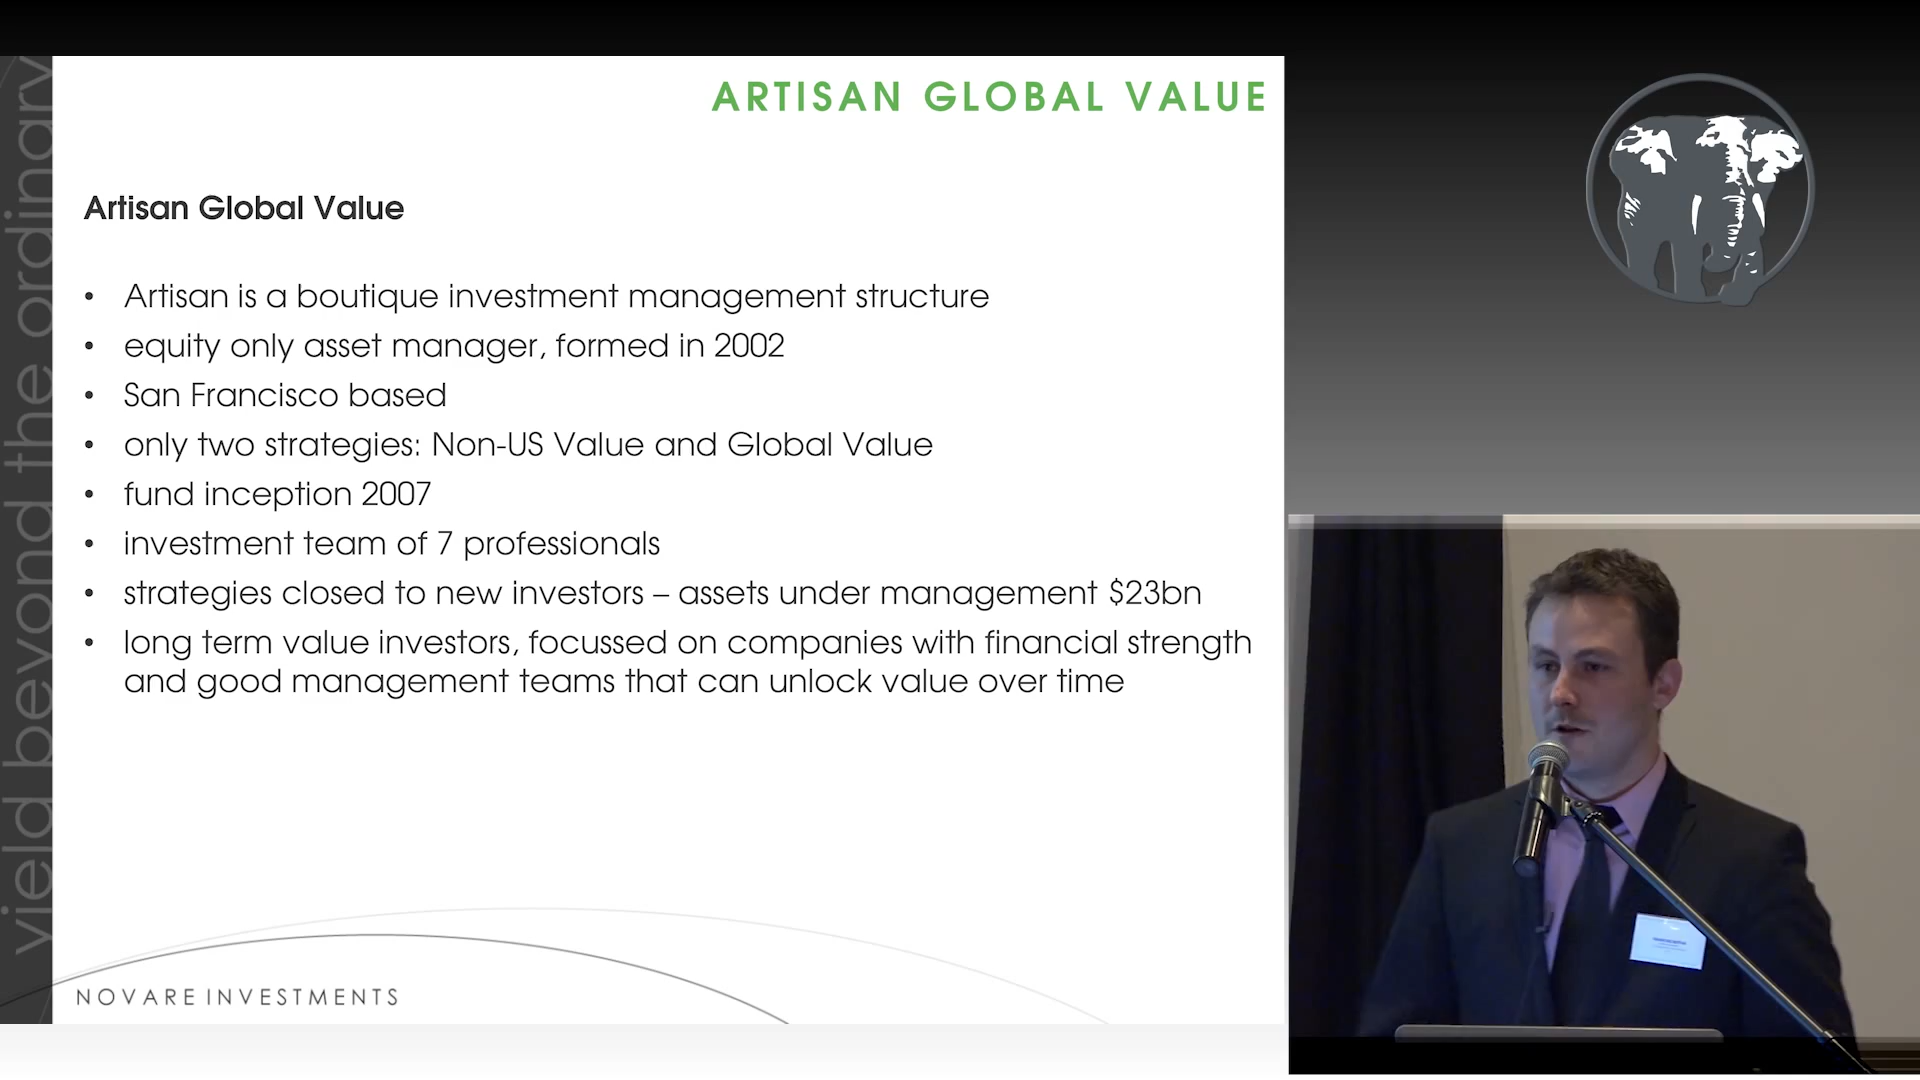 yield beyond the ordinary
ARTISAN GLOBAL VALUE
Artisan Global Value
• Artisan is a boutique investment management structure
• equity only asset manager, formed in 2002
• San Francisco based
• only two strategies: Non-US Value and Global Value
• fund inception 2007
• investment team of 7 professionals
• strategies closed to new investors – assets under management $23bn
• long term value investors, focussed on companies with financial strength
and good management teams that can unlock value over time
NOVARE INVESTMENTS